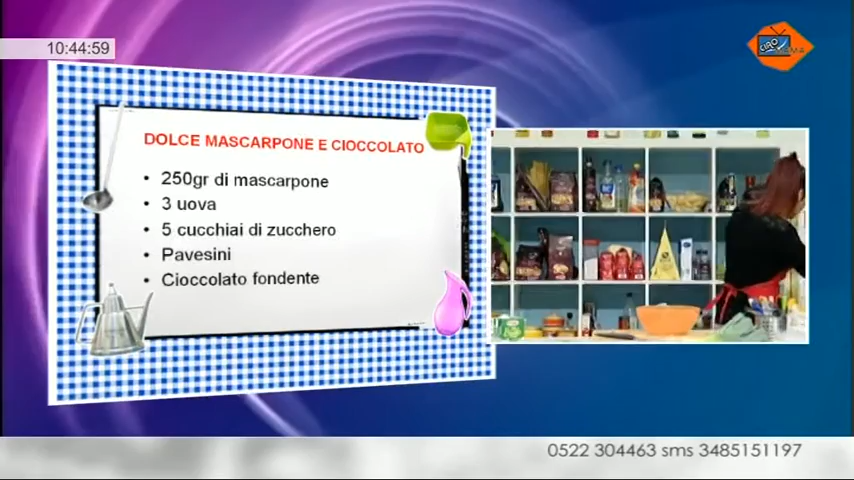 10:44:59
CIRO
DOLCE MASCARPONE E CIOCCOLATO
• 250gr di mascarpone
• 3 uova
• 5 cucchiai di zucchero
• Pavesini
• Cioccolato fondente
0522 304463 sms 3485151197